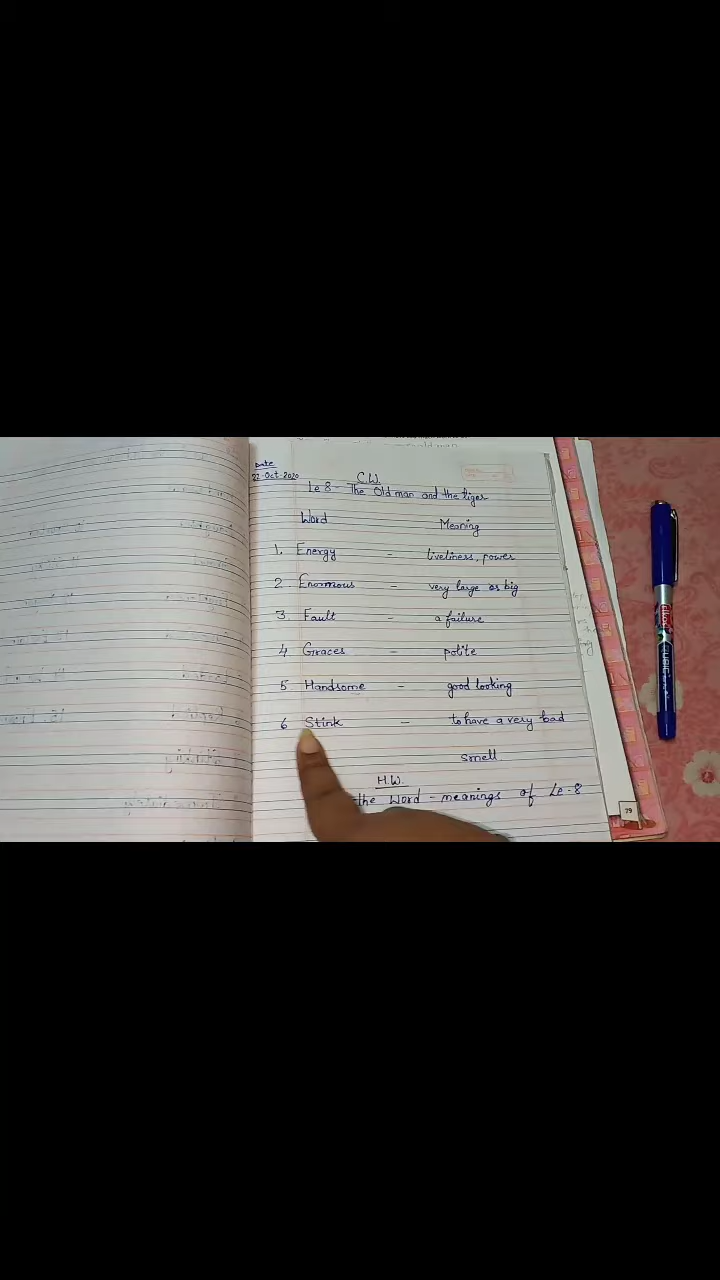 Date
22-Oct-2020
C.W.
Le 8- The Old man and the tiger
Word Meaning
1. Energy - liveliness, power
2 Enormous - very large or big
3. Fault - a failure
4 Graces - polite
5 Handsome - good looking
6 Stink - to have a very bad
smell
H.W.
the Word-meanings of Le-8
79